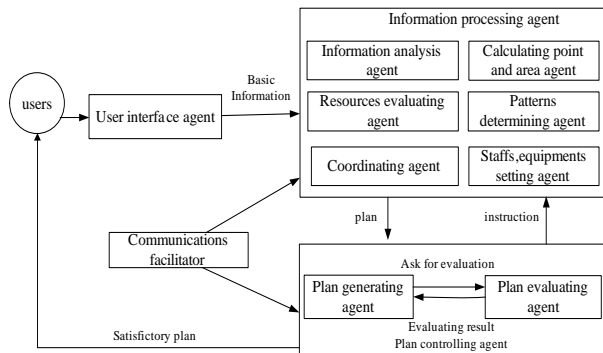 Information processing agent
Information analysis
agent
Calculating point
and area agent
Basic
Information
users
User interface agent
Resources evaluating
agent
Patterns
determining agent
Coordinating agent
Staffs,equipments
setting agent
plan
instruction
Communications
facilitator
Ask for evaluation
Plan generating
agent
Plan evaluating
agent
Evaluating result
Plan controlling agent
Satisfictory plan